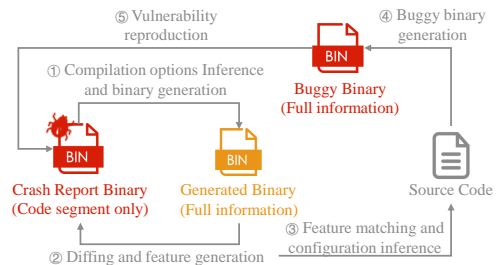 ⑤ Vulnerability
reproduction
④ Buggy binary
generation
① Compilation options Inference
and binary generation
BIN
Buggy Binary
(Full information)
BIN
BIN
Crash Report Binary
(Code segment only)
Generated Binary
(Full information)
Source Code
③ Feature matching and
configuration inference
② Diffing and feature generation